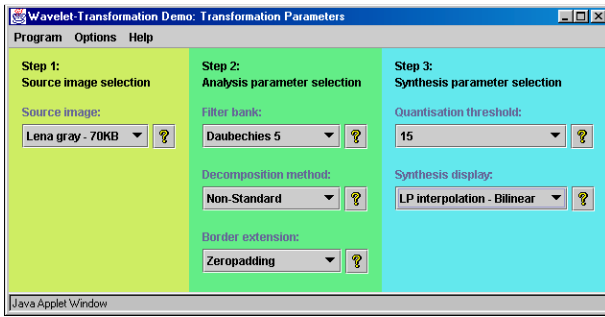 Wavelet-Transformation Demo: Transformation Parameters
Program Options Help
Step 1:
Source image selection
Source image:
Lena gray - 70KB
?
Step 2:
Analysis parameter selection
Filter bank:
Daubechies 5
?
Decomposition method:
Non-Standard
?
Border extension:
Zeropadding
?
Step 3:
Synthesis parameter selection
Quantisation threshold:
15
?
Synthesis display:
LP interpolation - Bilinear
?
Java Applet Window